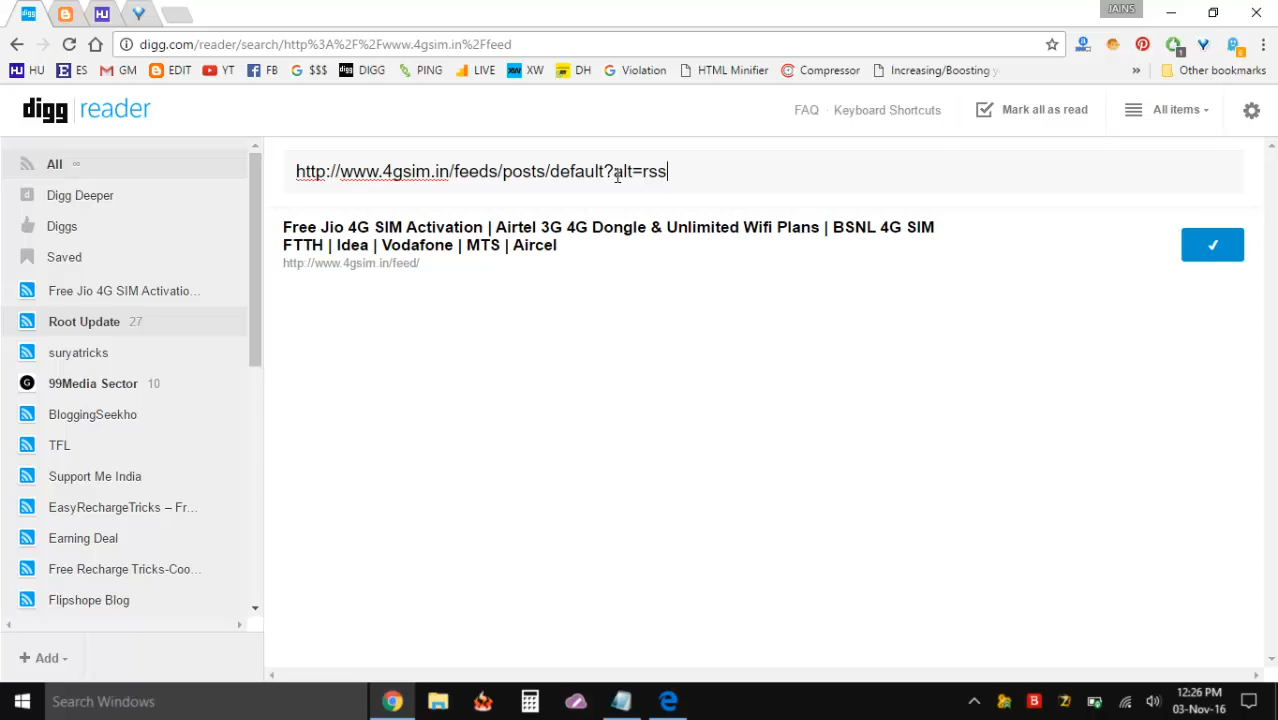 JAINS
digg.com/reader/search/http%3A%2F%2Fwww.4gsim.in%2Ffeed
HU ES GM EDIT YT FB $$$ DIGG PING LIVE XW DH Violation HTML Minifier Compressor Increasing/Boosting y » Other bookmarks
digg reader
FAQ · Keyboard Shortcuts Mark all as read All items
All ∞
Digg Deeper
Diggs
Saved
Free Jio 4G SIM Activatio...
Root Update 27
suryatricks
99Media Sector 10
BloggingSeekho
TFL
Support Me India
EasyRechargeTricks – Fr...
Earning Deal
Free Recharge Tricks-Coo...
Flipshope Blog
+ Add
http://www.4gsim.in/feeds/posts/default?alt=rss
Free Jio 4G SIM Activation | Airtel 3G 4G Dongle & Unlimited Wifi Plans | BSNL 4G SIM
FTTH | Idea | Vodafone | MTS | Aircel
http://www.4gsim.in/feed/
Search Windows
12:26 PM
03-Nov-16